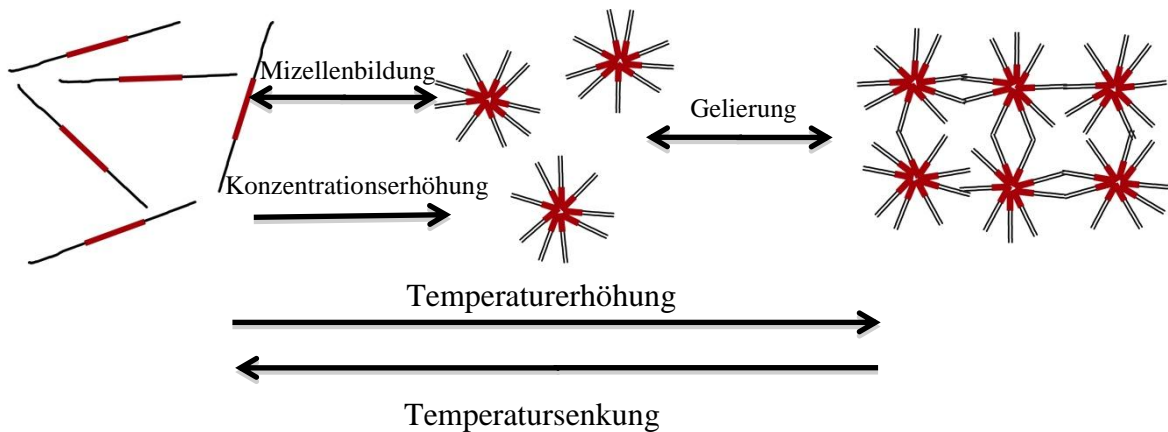 Mizellenbildung
Gelierung
Konzentrationserhöhung
Temperaturerhöhung
Temperatursenkung